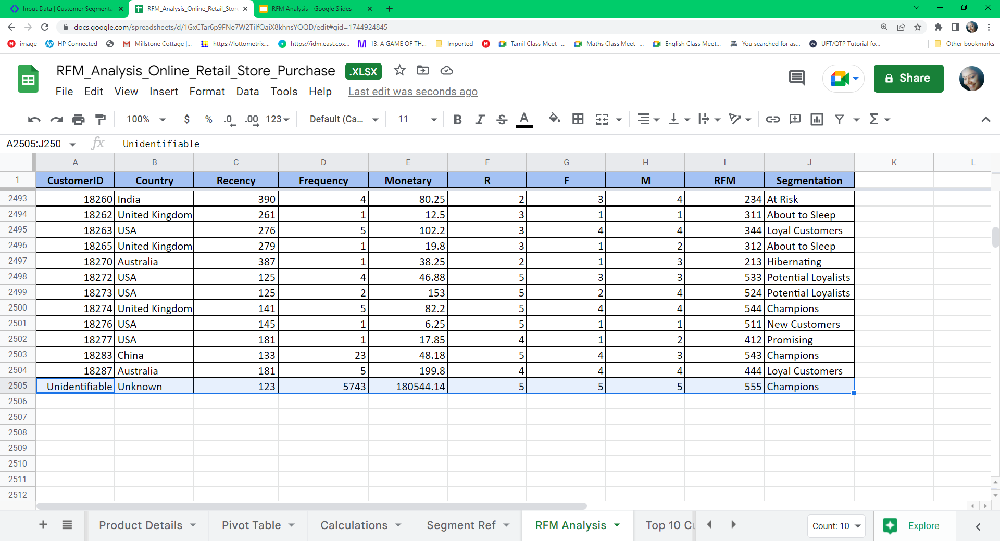 Input Data | Customer Segmenta
RFM_Analysis_Online_Retail_Store
RFM Analysis - Google Slides
docs.google.com/spreadsheets/d/1GxCTar6p9FNe7W2TiIfQaiX8khnsYQQD/edit#gid=1744924845
image HP Connected Millstone Cottage |... https://lottometrix.... https://idm.east.cox... 13. A GAME OF TH... Imported Tamil Class Meet -... Maths Class Meet -... English Class Meet... You searched for as... UFT/QTP Tutorial fo... Other bookmarks
RFM_Analysis_Online_Retail_Store_Purchase .XLSX
Share
File Edit View Insert Format Data Tools Help Last edit was seconds ago
100% $ % .0 .00 123 Default (Ca... 11 B I S A Σ
A2505:J250 fx Unidentifiable
A B C D E F G H I J K L
1 CustomerID Country Recency Frequency Monetary R F M RFM Segmentation
2493 18260 India 390 4 80.25 2 3 4 234 At Risk
2494 18262 United Kingdom 261 1 12.5 3 1 1 311 About to Sleep
2495 18263 USA 276 5 102.2 3 4 4 344 Loyal Customers
2496 18265 United Kingdom 279 1 19.8 3 1 2 312 About to Sleep
2497 18270 Australia 387 1 38.25 2 1 3 213 Hibernating
2498 18272 USA 125 4 46.88 5 3 3 533 Potential Loyalists
2499 18273 USA 125 2 153 5 2 4 524 Potential Loyalists
2500 18274 United Kingdom 141 5 82.2 5 4 4 544 Champions
2501 18276 USA 145 1 6.25 5 1 1 511 New Customers
2502 18277 USA 181 1 17.85 4 1 2 412 Promising
2503 18283 China 133 23 48.18 5 4 3 543 Champions
2504 18287 Australia 181 5 199.8 4 4 4 444 Loyal Customers
2505 Unidentifiable Unknown 123 5743 180544.14 5 5 5 555 Champions
2506
2507
2508
2509
2510
2511
2512
Product Details Pivot Table Calculations Segment Ref RFM Analysis Top 10 Cu Count: 10 Explore